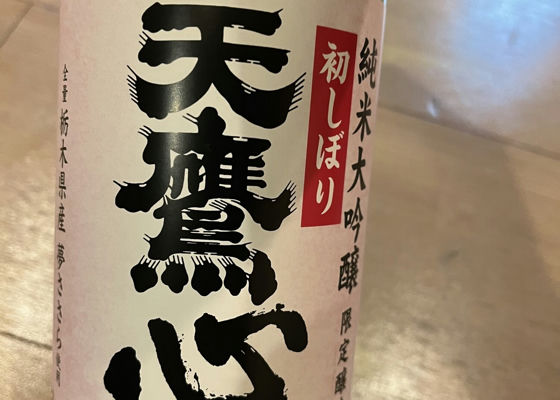 純米大吟醸 限定醸
初しぼり
天鷹心
全量 栃木県産 夢ささら 使用